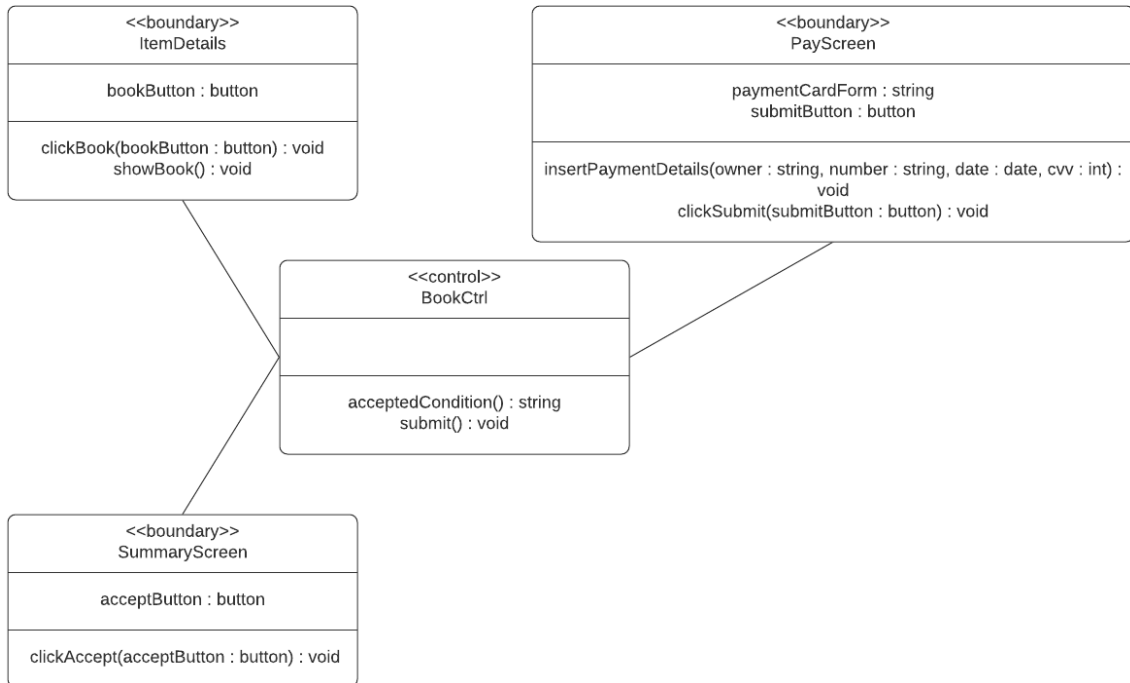 <<boundary>>
ItemDetails
bookButton : button
clickBook(bookButton : button) : void
showBook() : void
<<boundary>>
PayScreen
paymentCardForm : string
submitButton : button
insertPaymentDetails(owner : string, number : string, date : date, cvv : int) :
void
clickSubmit(submitButton : button) : void
<<control>>
BookCtrl
acceptedCondition() : string
submit() : void
<<boundary>>
SummaryScreen
acceptButton : button
clickAccept(acceptButton : button) : void